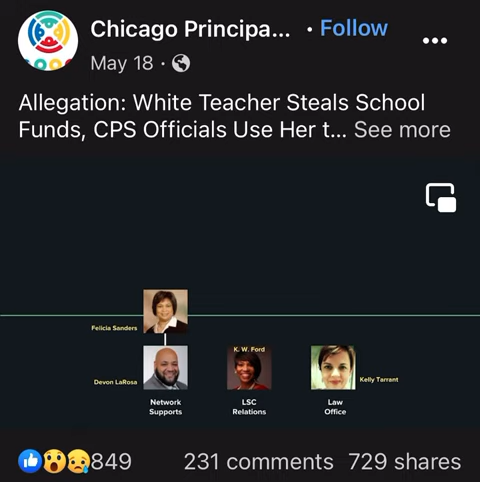 Chicago Principa... · Follow
May 18 ·
Allegation: White Teacher Steals School
Funds, CPS Officials Use Her t... See more
Felicia Sanders
K. W. Ford
Devon LaRosa
Kelly Tarrant
Network
Supports
LSC
Relations
Law
Office
849 231 comments 729 shares